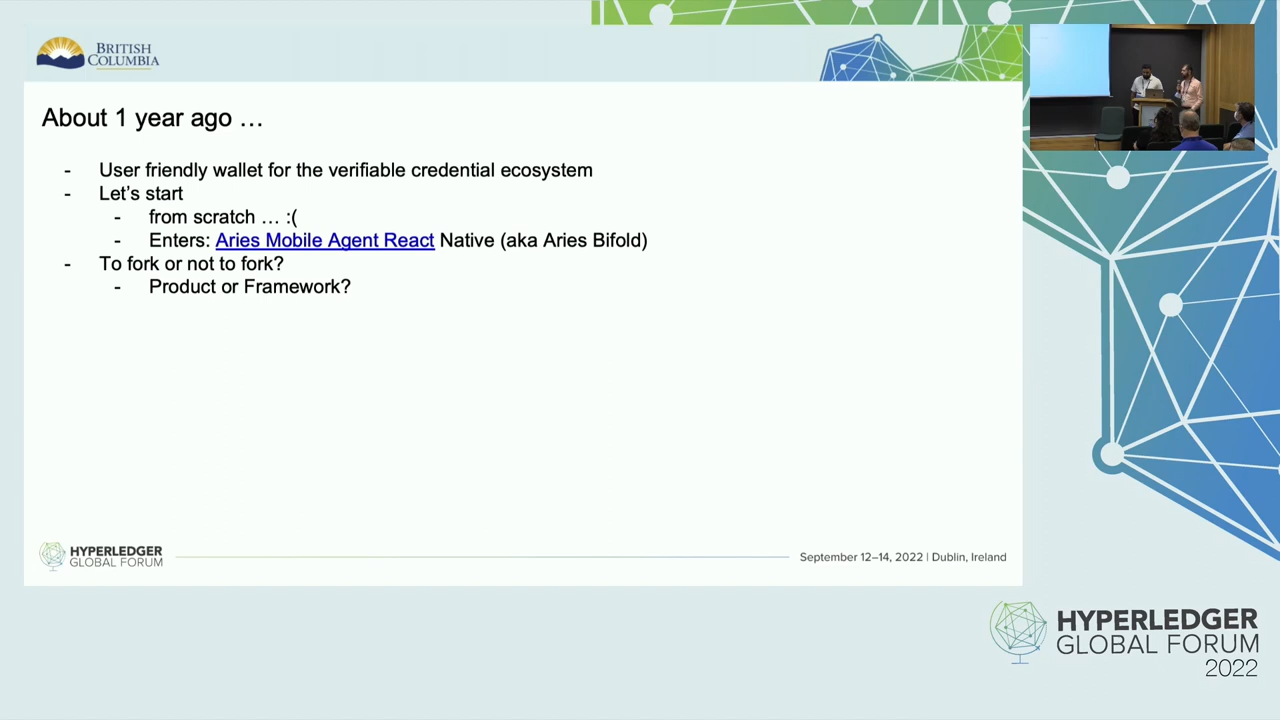 BRITISH
COLUMBIA
About 1 year ago …
- User friendly wallet for the verifiable credential ecosystem
- Let's start
- from scratch … :(
- Enters: Aries Mobile Agent React Native (aka Aries Bifold)
- To fork or not to fork?
- Product or Framework?
HYPERLEDGER
GLOBAL FORUM
September 12–14, 2022 | Dublin, Ireland
HYPERLEDGER
GLOBAL FORUM
2022